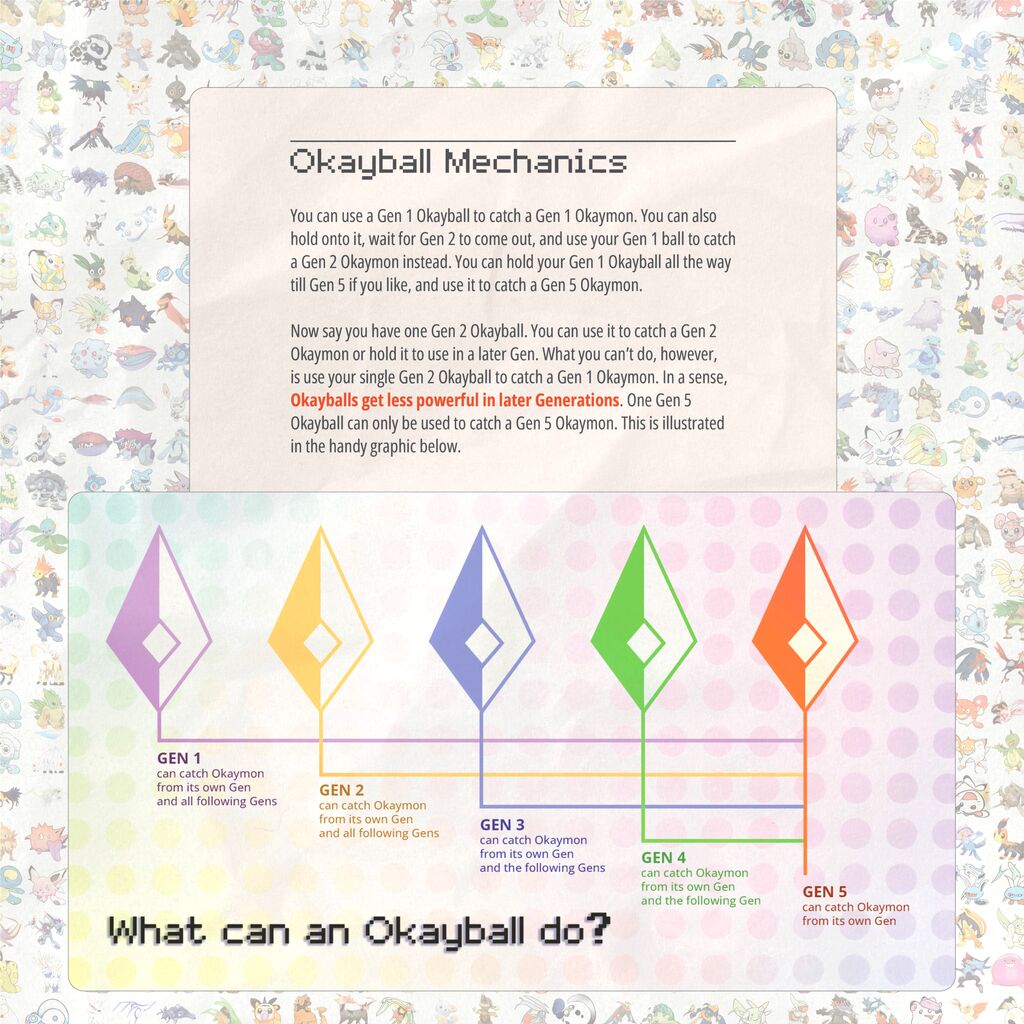 Okayball Mechanics
You can use a Gen 1 Okayball to catch a Gen 1 Okaymon. You can also
hold onto it, wait for Gen 2 to come out, and use your Gen 1 ball to catch
a Gen 2 Okaymon instead. You can hold your Gen 1 Okayball all the way
till Gen 5 if you like, and use it to catch a Gen 5 Okaymon.
Now say you have one Gen 2 Okayball. You can use it to catch a Gen 2
Okaymon or hold it to use in a later Gen. What you can’t do, however,
is use your single Gen 2 Okayball to catch a Gen 1 Okaymon. In a sense,
Okayballs get less powerful in later Generations. One Gen 5
Okayball can only be used to catch a Gen 5 Okaymon. This is illustrated
in the handy graphic below.
GEN 1
can catch Okaymon
from its own Gen
and all following Gens
GEN 2
can catch Okaymon
from its own Gen
and all following Gens
GEN 3
can catch Okaymon
from its own Gen
and the following Gens
GEN 4
can catch Okaymon
from its own Gen
and the following Gen
GEN 5
can catch Okaymon
from its own Gen
What can an Okayball do?